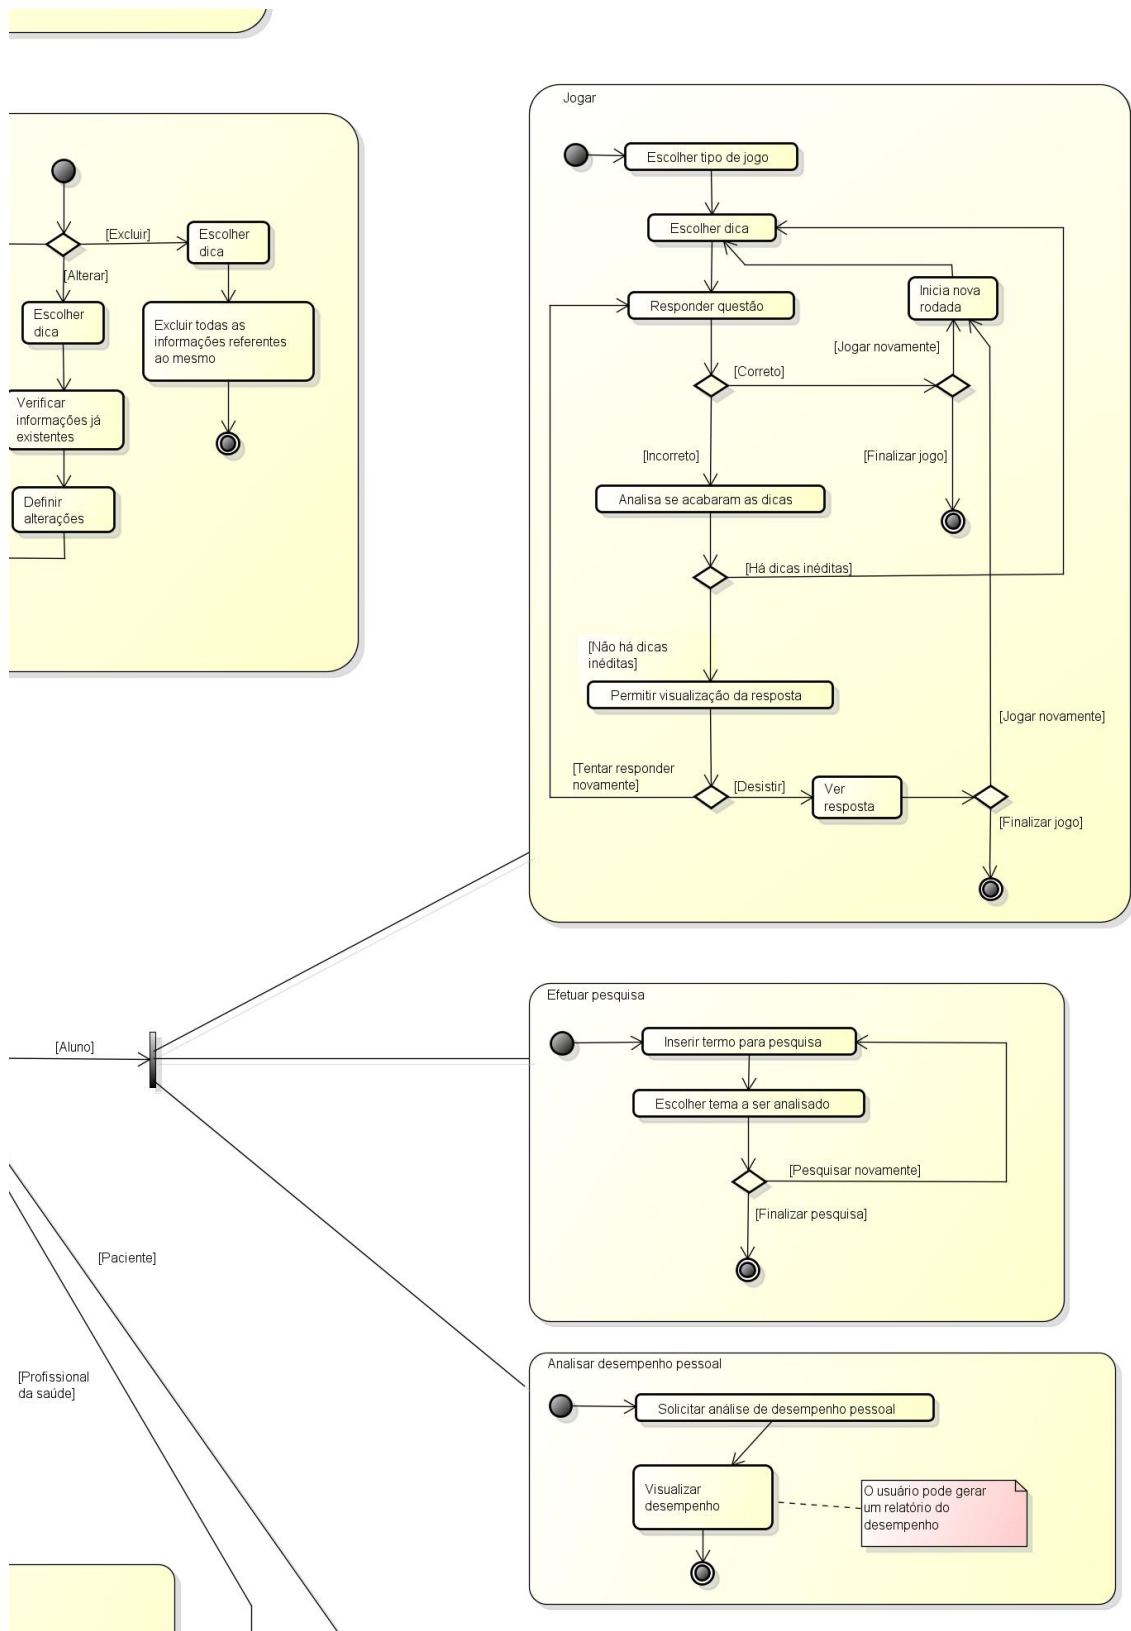 [Excluir]
Escolher
dica
[Alterar]
Escolher
dica
Excluir todas as
informações referentes
ao mesmo
Verificar
informações já
existentes
Definir
alterações
Jogar
Escolher tipo de jogo
Escolher dica
Responder questão
Inicia nova
rodada
[Jogar novamente]
[Correto]
[Incorreto]
[Finalizar jogo]
Analisa se acabaram as dicas
[Há dicas inéditas]
[Não há dicas
inéditas]
Permitir visualização da resposta
[Jogar novamente]
[Tentar responder
novamente]
[Desistir]
Ver
resposta
[Finalizar jogo]
[Aluno]
Efetuar pesquisa
Inserir termo para pesquisa
Escolher tema a ser analisado
[Pesquisar novamente]
[Finalizar pesquisa]
[Paciente]
[Profissional
da saúde]
Analisar desempenho pessoal
Solicitar análise de desempenho pessoal
Visualizar
desempenho
O usuário pode gerar
um relatório do
desempenho